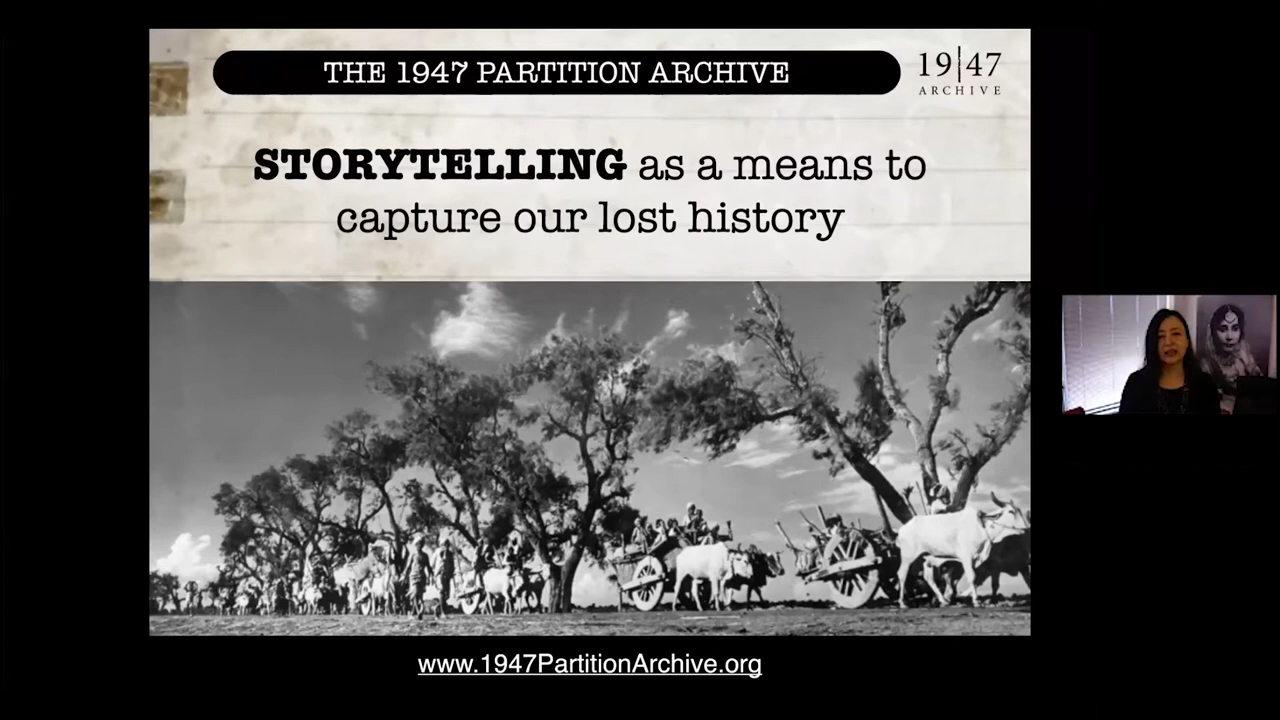 THE 1947 PARTITION ARCHIVE
19|47
ARCHIVE
STORYTELLING as a means to
capture our lost history
www.1947PartitionArchive.org